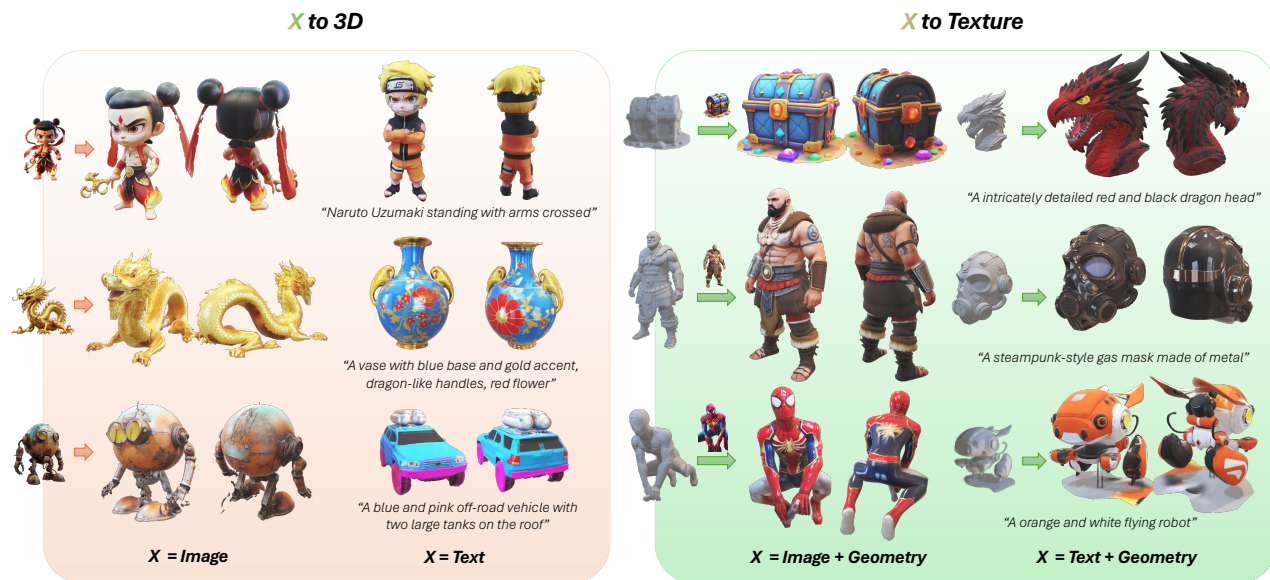 X to 3D
"Naruto Uzumaki standing with arms crossed"
"A vase with blue base and gold accent,
dragon-like handles, red flower"
"A blue and pink off-road vehicle with
two large tanks on the roof"
X = Image
X = Text
X to Texture
"A intricately detailed red and black dragon head"
"A steampunk-style gas mask made of metal"
"A orange and white flying robot"
X = Image + Geometry
X = Text + Geometry